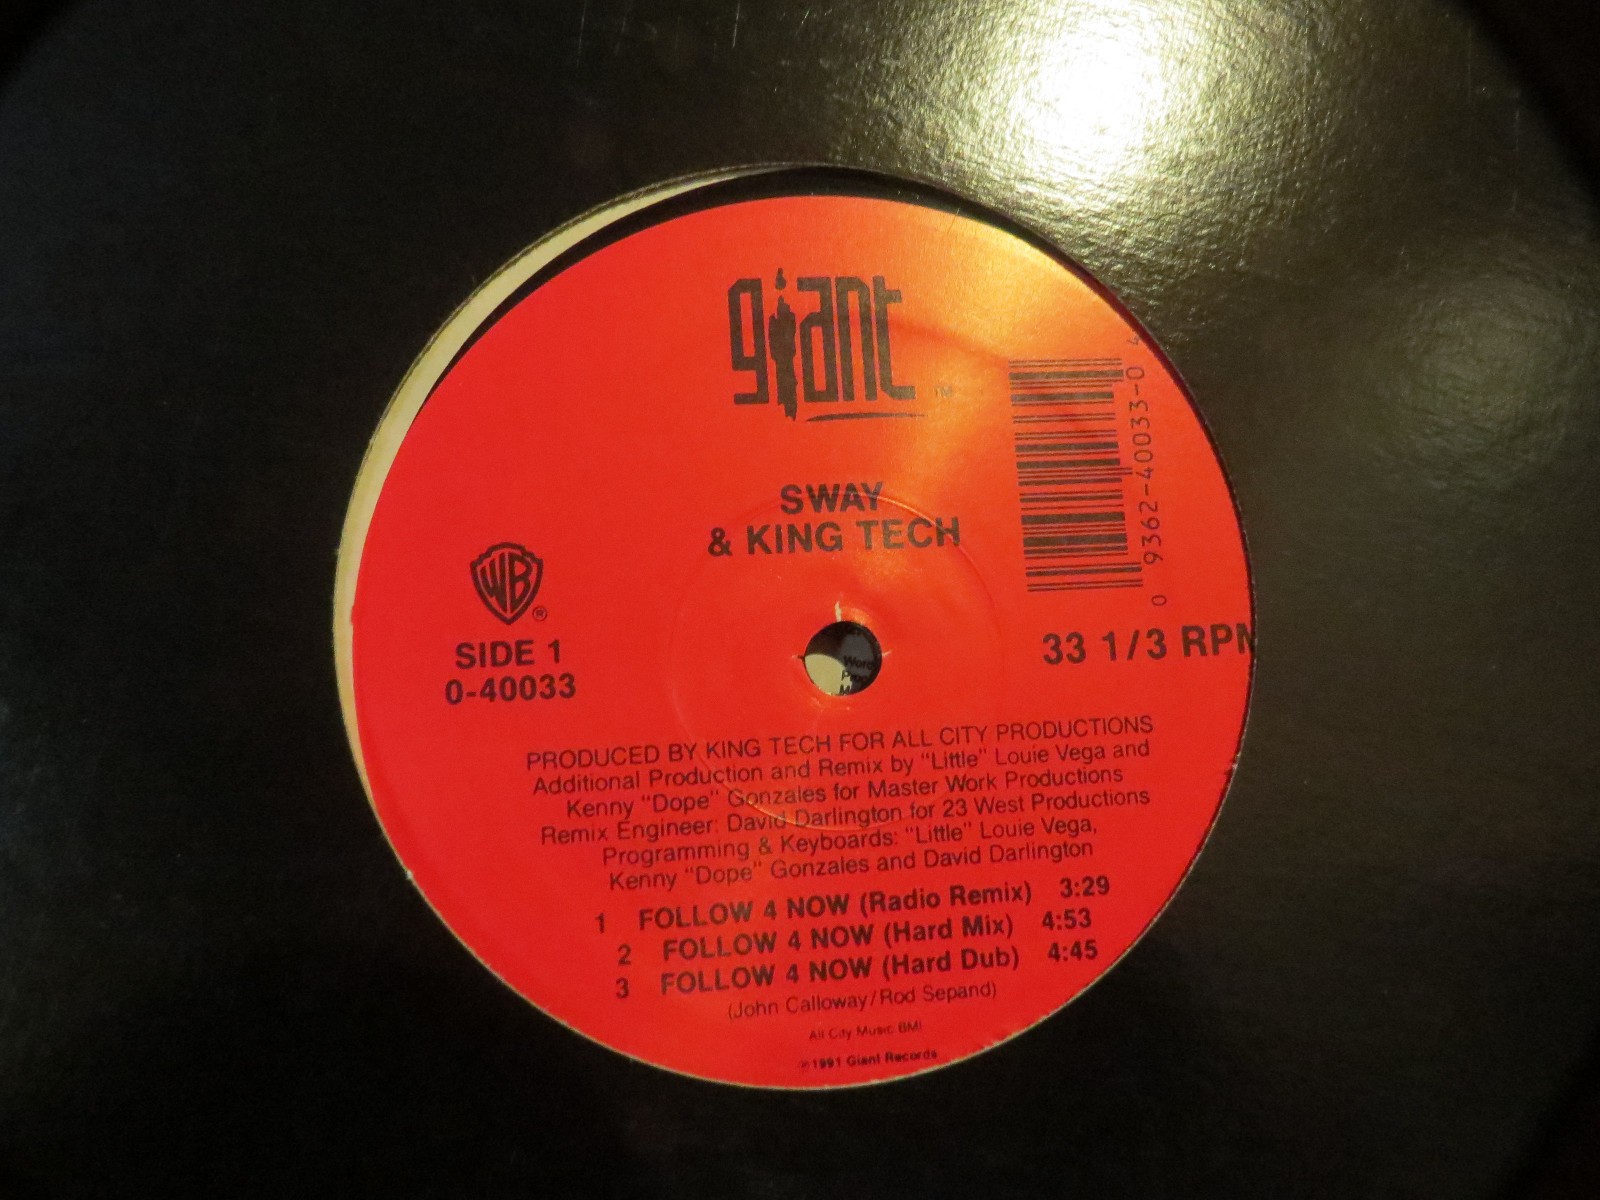 giant TM
SWAY
& KING TECH
0 9362-40033-0 4
WB ®
SIDE 1
0-40033
33 1/3 RPM
PRODUCED BY KING TECH FOR ALL CITY PRODUCTIONS
Additional Production and Remix by "Little" Louie Vega and
Kenny "Dope" Gonzales for Master Work Productions
Remix Engineer: David Darlington for 23 West Productions
Programming & Keyboards: "Little" Louie Vega,
Kenny "Dope" Gonzales and David Darlington
1 FOLLOW 4 NOW (Radio Remix) 3:29
2 FOLLOW 4 NOW (Hard Mix) 4:53
3 FOLLOW 4 NOW (Hard Dub) 4:45
(John Calloway/Rod Sepand)
All City Music BMI
℗1991 Giant Records